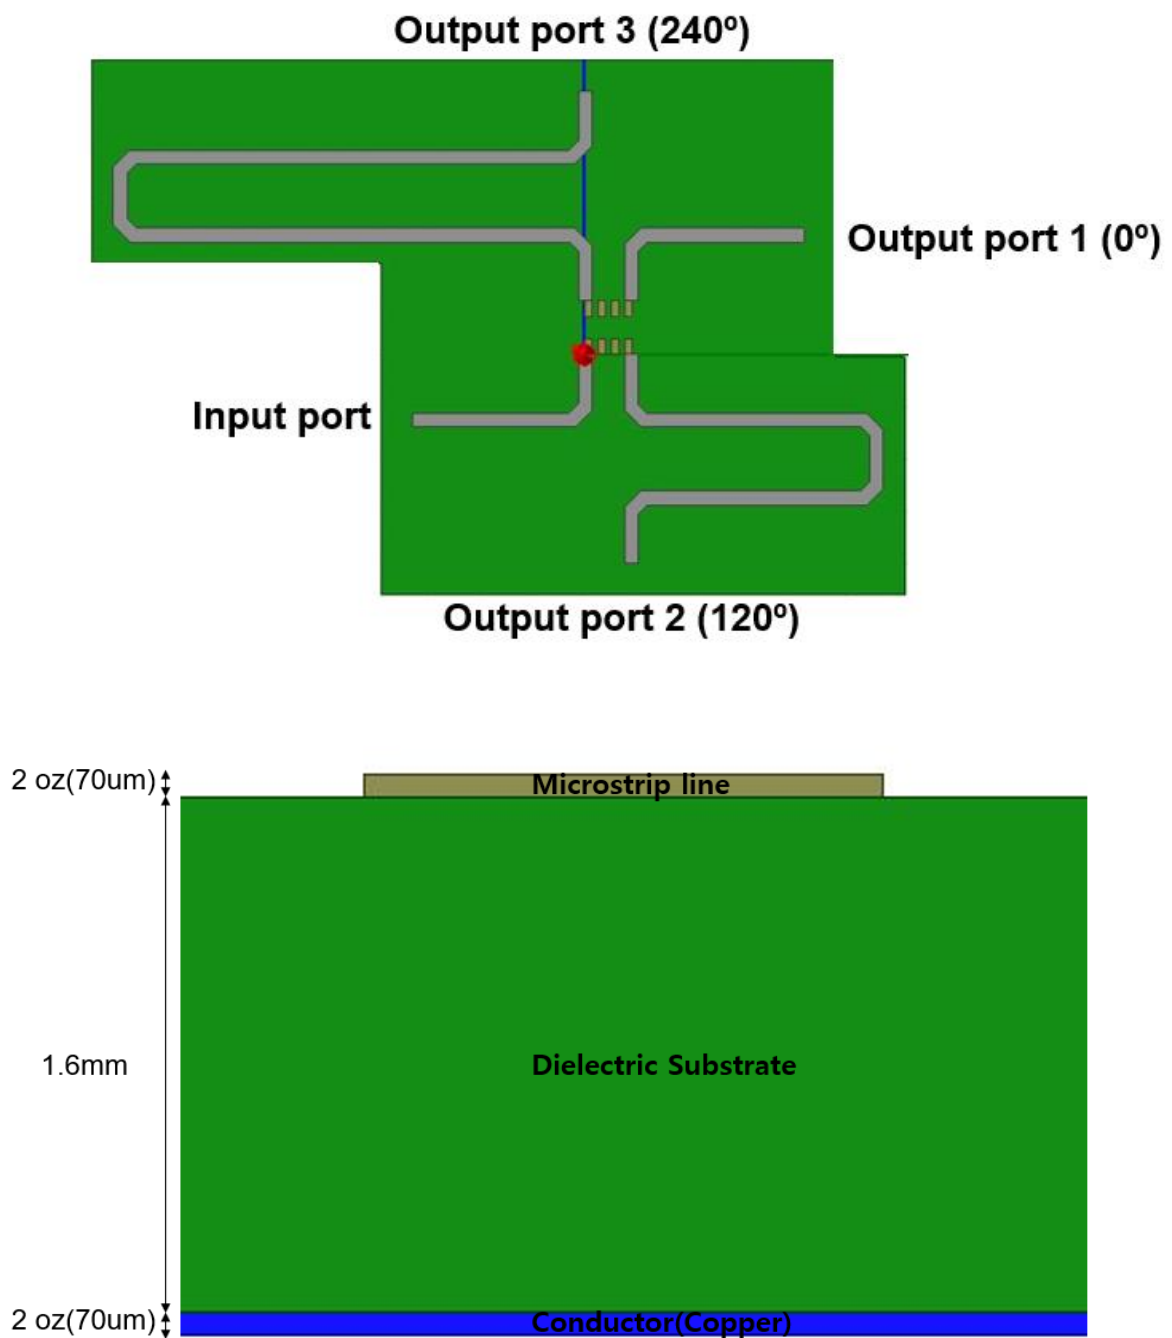 Output port 3 (240º)
Output port 1 (0º)
Input port
Output port 2 (120º)
2 oz(70um)
Microstrip line
1.6mm
Dielectric Substrate
2 oz(70um)
Conductor(Copper)